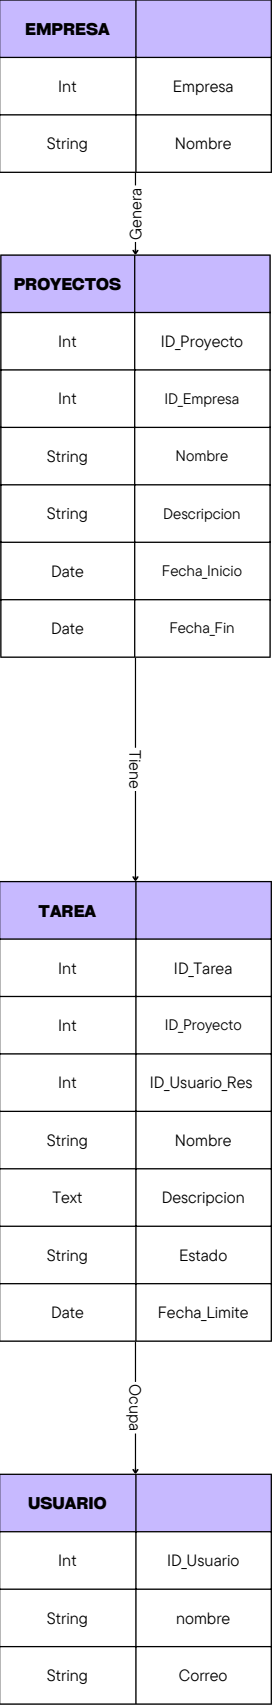 EMPRESA
Int Empresa
String Nombre
Genera
PROYECTOS
Int ID_Proyecto
Int ID_Empresa
String Nombre
String Descripcion
Date Fecha_Inicio
Date Fecha_Fin
Tiene
TAREA
Int ID_Tarea
Int ID_Proyecto
Int ID_Usuario_Res
String Nombre
Text Descripcion
String Estado
Date Fecha_Limite
Ocupa
USUARIO
Int ID_Usuario
String nombre
String Correo